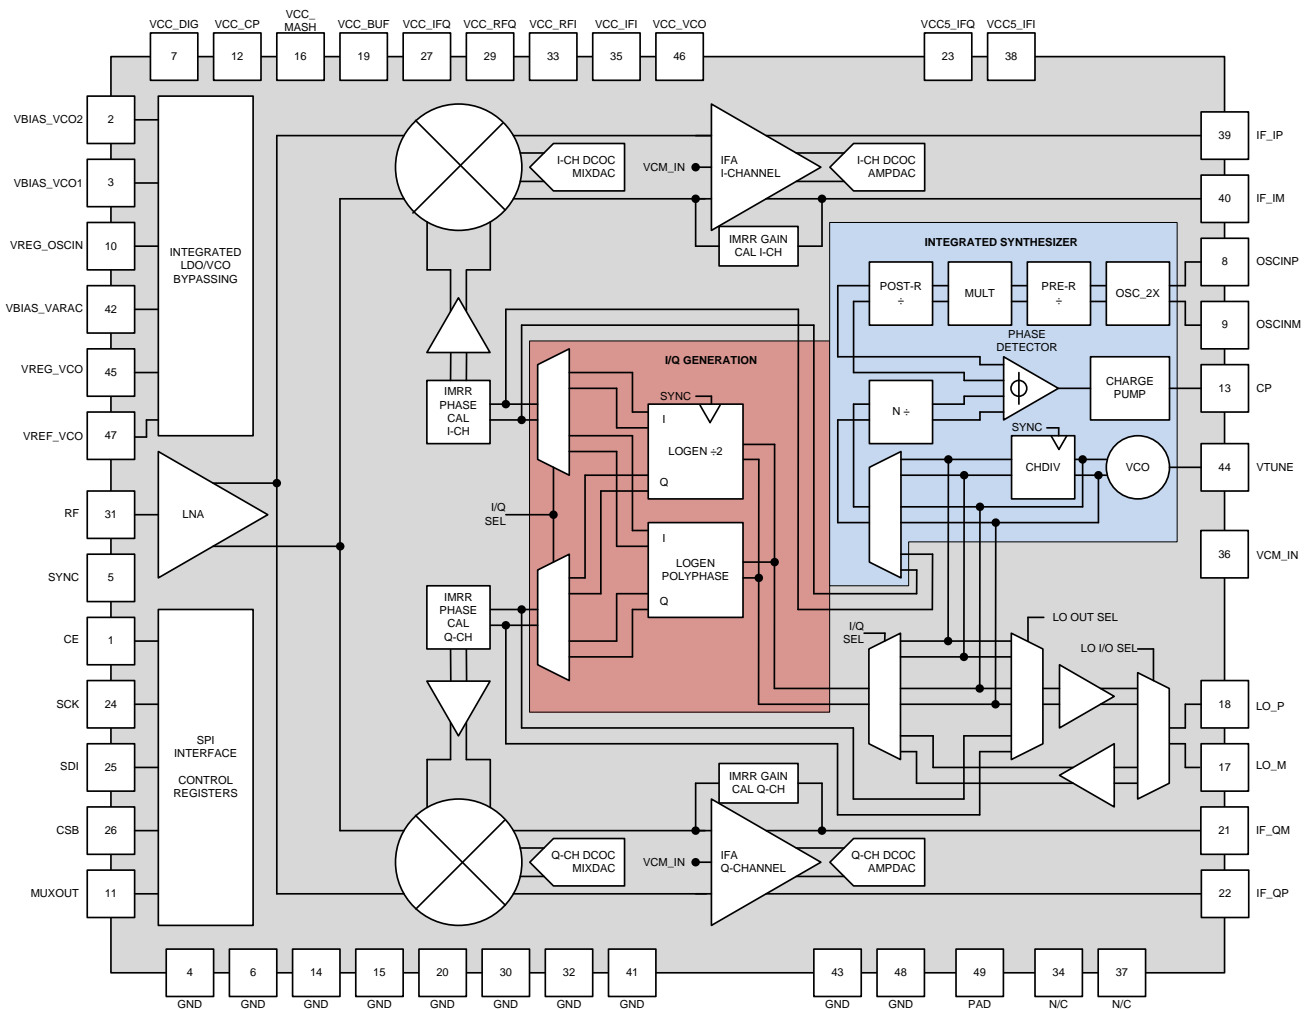 VCC_DIG
VCC_CP
VCC_
MASH
VCC_BUF
VCC_IFQ
VCC_RFQ
VCC_RFI
VCC_IFI
VCC_VCO
VCC5_IFQ
VCC5_IFI
7
12
16
19
27
29
33
35
46
23
38
VBIAS_VCO2
2
VBIAS_VCO1
3
VREG_OSCIN
10
VBIAS_VARAC
42
VREG_VCO
45
VREF_VCO
47
RF
31
SYNC
5
CE
1
SCK
24
SDI
25
CSB
26
MUXOUT
11
INTEGRATED
LDO/VCO
BYPASSING
LNA
SPI
INTERFACE
CONTROL
REGISTERS
I-CH DCOC
MIXDAC
VCM_IN
IFA
I-CHANNEL
I-CH DCOC
AMPDAC
IMRR GAIN
CAL I-CH
IMRR
PHASE
CAL
I-CH
I/Q GENERATION
SYNC
I
LOGEN ÷2
Q
I/Q
SEL
I
LOGEN
POLYPHASE
Q
IMRR
PHASE
CAL
Q-CH
INTEGRATED SYNTHESIZER
POST-R
÷
MULT
PRE-R
÷
OSC_2X
PHASE
DETECTOR
CHARGE
PUMP
N ÷
SYNC
CHDIV
VCO
I/Q
SEL
LO OUT SEL
LO I/O SEL
IMRR GAIN
CAL Q-CH
Q-CH DCOC
MIXDAC
VCM_IN
IFA
Q-CHANNEL
Q-CH DCOC
AMPDAC
39
IF_IP
40
IF_IM
8
OSCINP
9
OSCINM
13
CP
44
VTUNE
36
VCM_IN
18
LO_P
17
LO_M
21
IF_QM
22
IF_QP
4
6
14
15
20
30
32
41
43
48
49
34
37
GND
GND
GND
GND
GND
GND
GND
GND
GND
GND
PAD
N/C
N/C